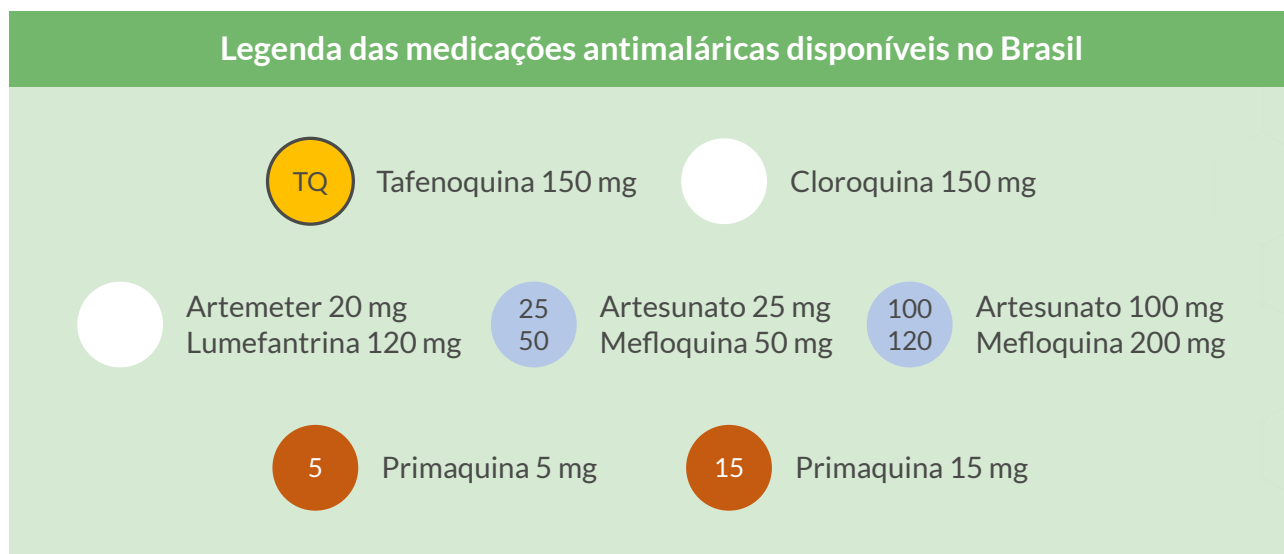 Legenda das medicações antimaláricas disponíveis no Brasil
TQ Tafenoquina 150 mg Cloroquina 150 mg
Artemeter 20 mg 25 Artesunato 25 mg 100 Artesunato 100 mg
Lumefantrina 120 mg 50 Mefloquina 50 mg 120 Mefloquina 200 mg
5 Primaquina 5 mg 15 Primaquina 15 mg